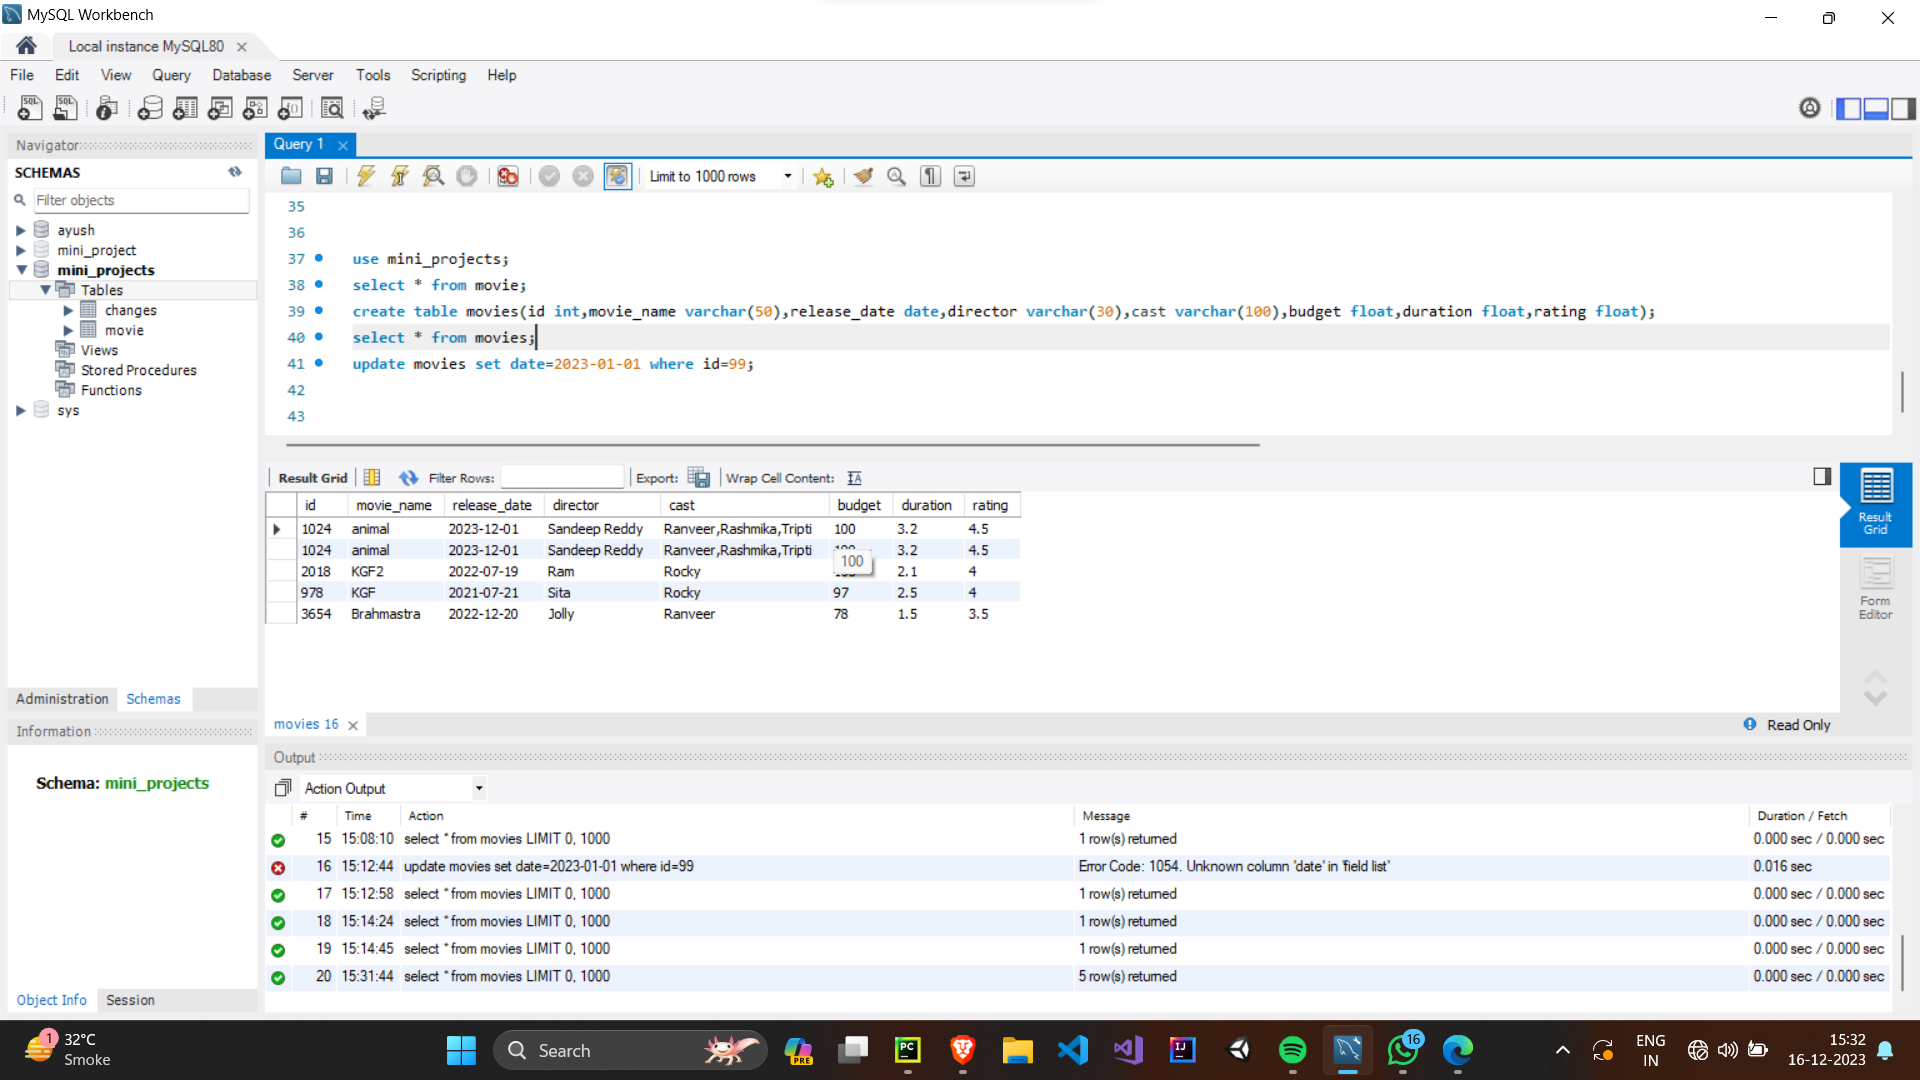 MySQL Workbench
Local instance MySQL80
File Edit View Query Database Server Tools Scripting Help
Navigator
SCHEMAS
Filter objects
ayush
mini_project
mini_projects
Tables
changes
movie
Views
Stored Procedures
Functions
sys
Administration Schemas
Information
Schema: mini_projects
Object Info Session
Query 1
Limit to 1000 rows
35
36
37 use mini_projects;
38 select * from movie;
39 create table movies(id int,movie_name varchar(50),release_date date,director varchar(30),cast varchar(100),budget float,duration float,rating float);
40 select * from movies;
41 update movies set date=2023-01-01 where id=99;
42
43
Result Grid Filter Rows: Export: Wrap Cell Content:
id movie_name release_date director cast budget duration rating
1024 animal 2023-12-01 Sandeep Reddy Ranveer,Rashmika,Tripti 100 3.2 4.5
1024 animal 2023-12-01 Sandeep Reddy Ranveer,Rashmika,Tripti 3.2 4.5
100
2018 KGF2 2022-07-19 Ram Rocky 2.1 4
978 KGF 2021-07-21 Sita Rocky 97 2.5 4
3654 Brahmastra 2022-12-20 Jolly Ranveer 78 1.5 3.5
Result
Grid
Form
Editor
movies 16 Read Only
Output
Action Output
# Time Action Message Duration / Fetch
15 15:08:10 select * from movies LIMIT 0, 1000 1 row(s) returned 0.000 sec / 0.000 sec
16 15:12:44 update movies set date=2023-01-01 where id=99 Error Code: 1054. Unknown column 'date' in 'field list' 0.016 sec
17 15:12:58 select * from movies LIMIT 0, 1000 1 row(s) returned 0.000 sec / 0.000 sec
18 15:14:24 select * from movies LIMIT 0, 1000 1 row(s) returned 0.000 sec / 0.000 sec
19 15:14:45 select * from movies LIMIT 0, 1000 1 row(s) returned 0.000 sec / 0.000 sec
20 15:31:44 select * from movies LIMIT 0, 1000 5 row(s) returned 0.000 sec / 0.000 sec
1
32°C
Smoke
Search
PRE
PC
IJ
16
ENG
IN
15:32
16-12-2023